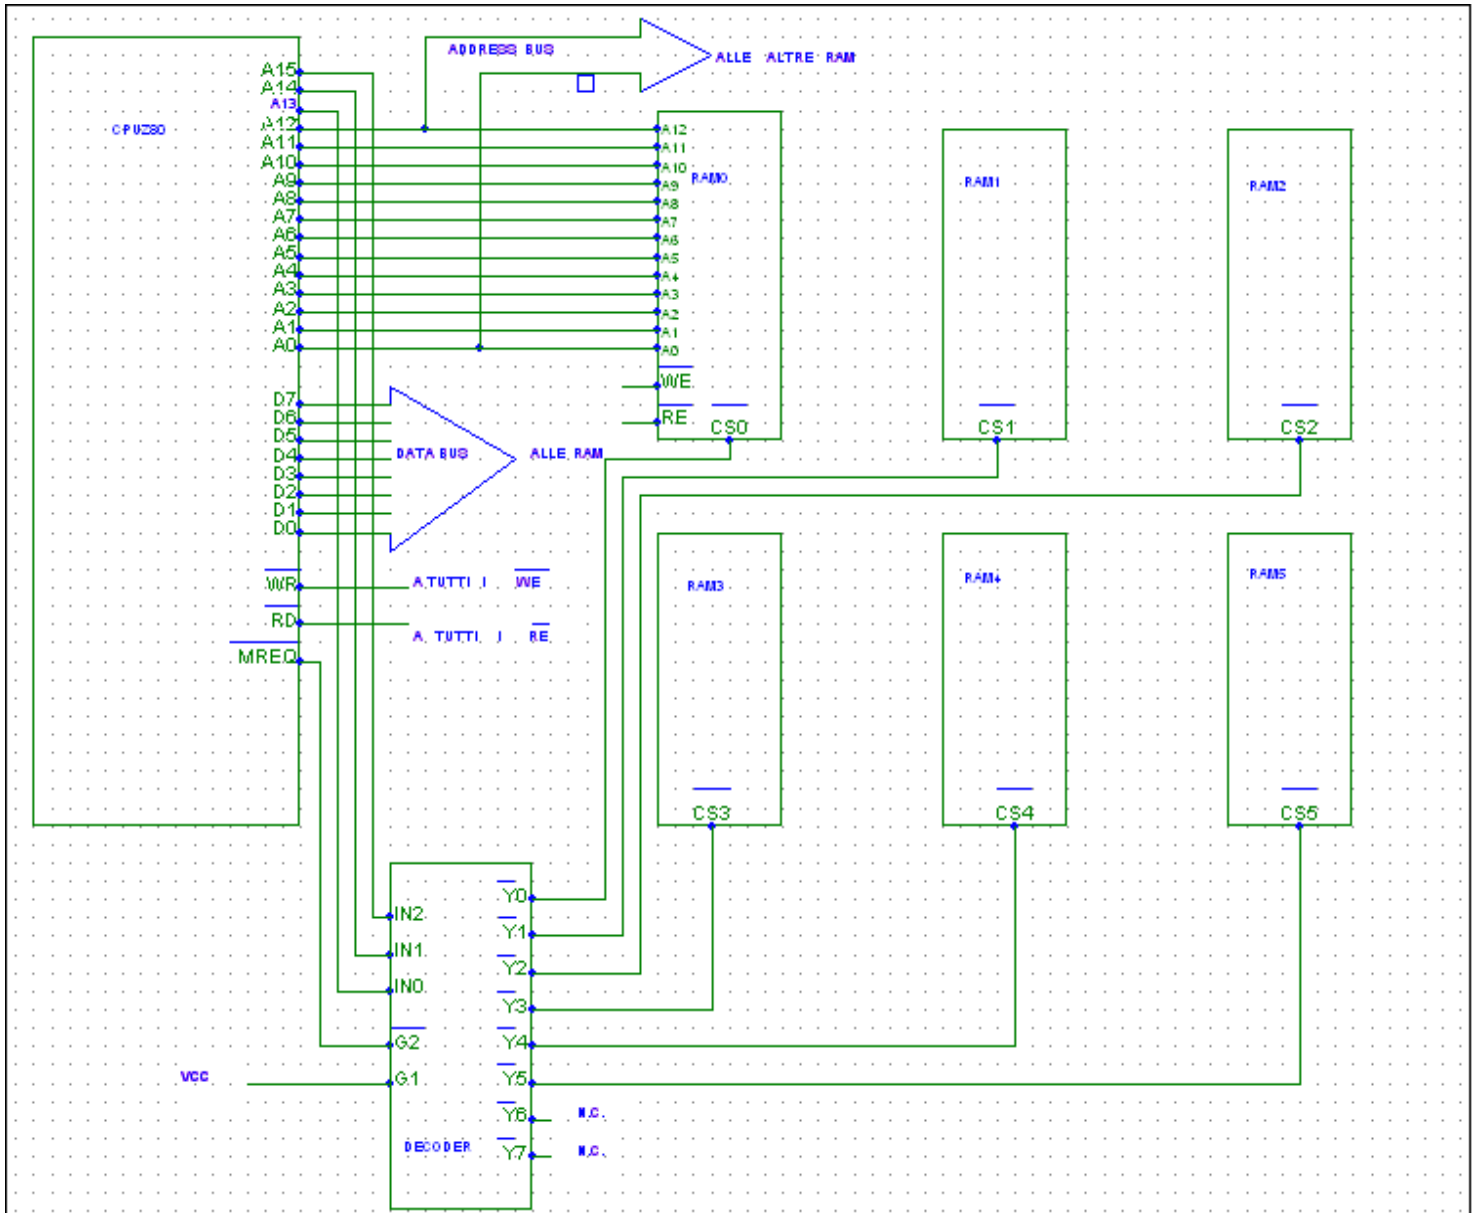 ADDRESS BUS
ALLE ALTRE RAM
CPUZ80
A15
A14
A13
A12
A11
A10
A9
A8
A7
A6
A5
A4
A3
A2
A1
A0
D7
D6
D5
D4
D3
D2
D1
D0
WR
RD
MREQ
DATA BUS
ALLE RAM
A TUTTI I WE
A TUTTI I RE
A12
A11
A10
A9
A8
A7
A6
A5
A4
A3
A2
A1
A0
WE
RE
RAM0
CS0
RAM1
CS1
RAM2
CS2
RAM3
CS3
RAM4
CS4
RAM5
CS5
IN2
IN1
IN0
G2
G1
VCC
DECODER
Y0
Y1
Y2
Y3
Y4
Y5
Y6
Y7
N.C.
N.C.